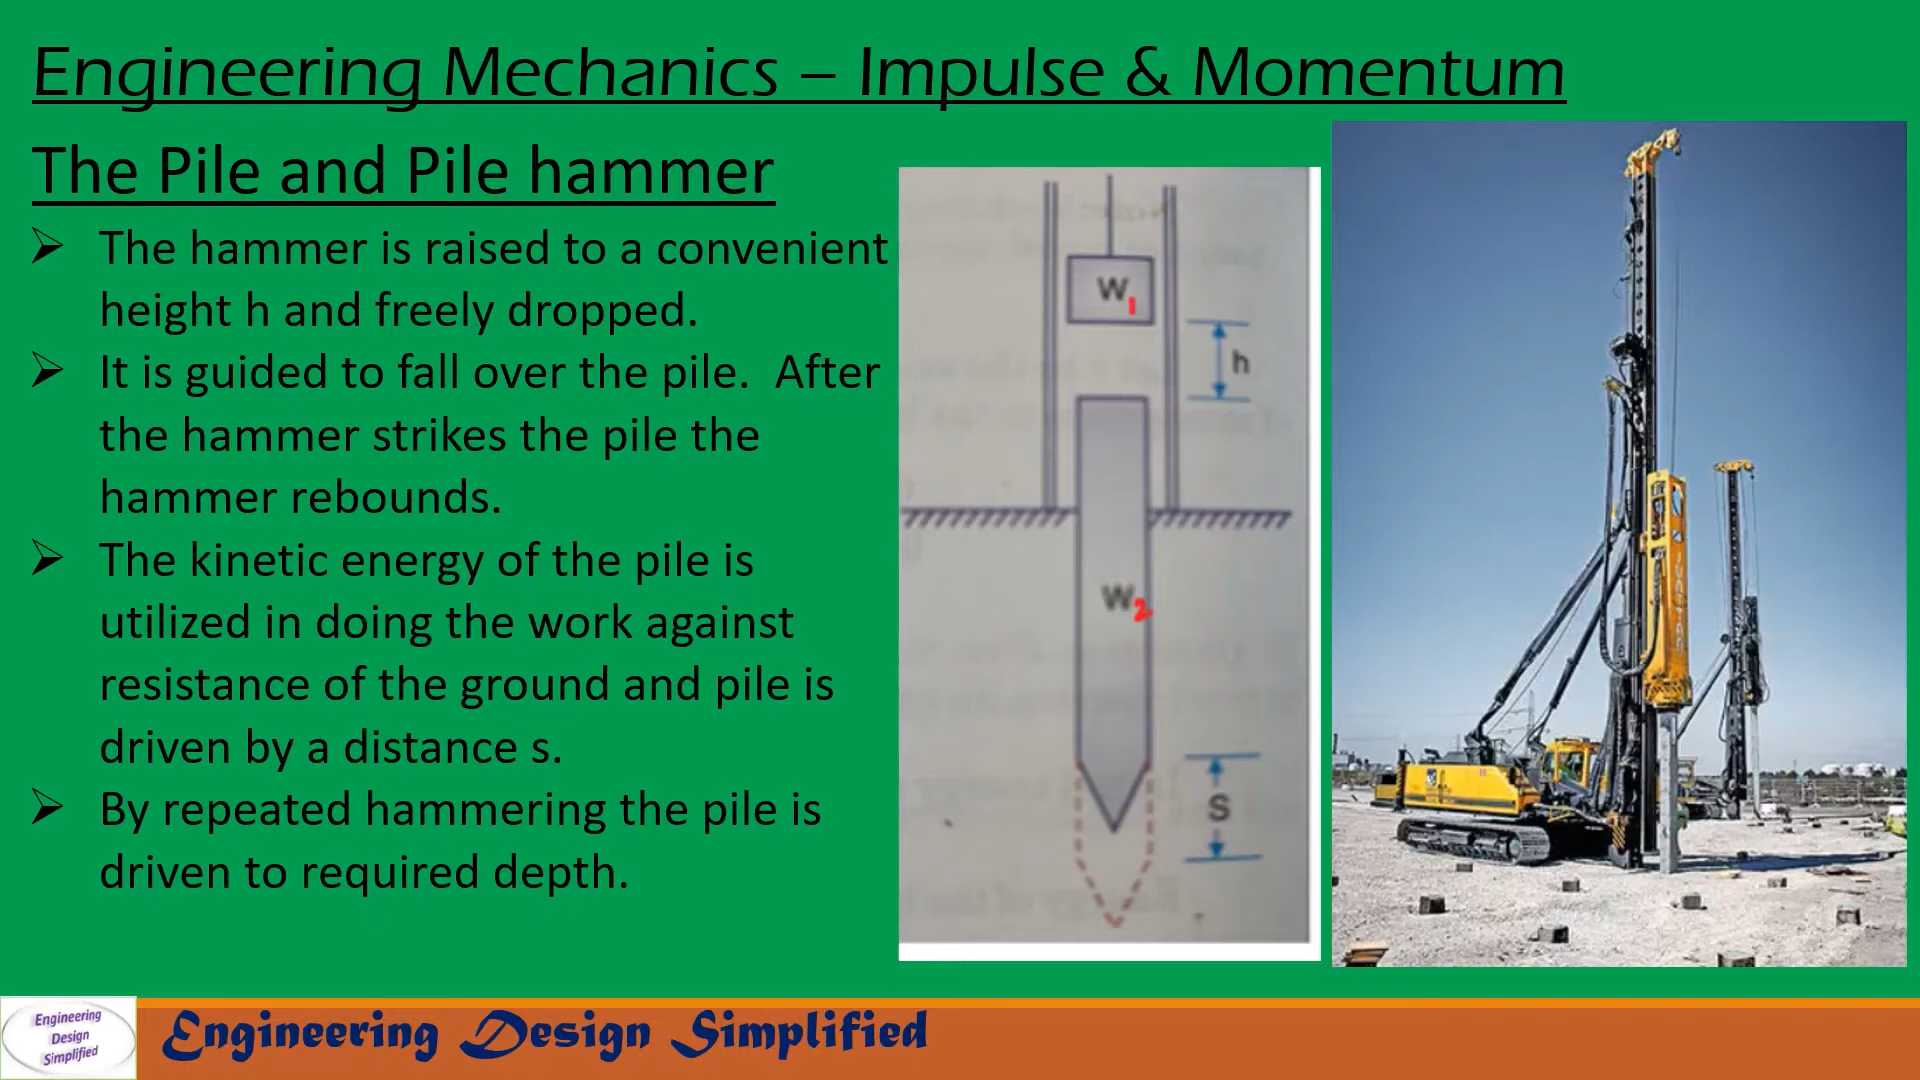 Engineering Mechanics – Impulse & Momentum
The Pile and Pile hammer
➢ The hammer is raised to a convenient
height h and freely dropped.
➢ It is guided to fall over the pile. After
the hammer strikes the pile the
hammer rebounds.
➢ The kinetic energy of the pile is
utilized in doing the work against
resistance of the ground and pile is
driven by a distance s.
➢ By repeated hammering the pile is
driven to required depth.
W1
h
W2
S
Engineering
Design
Simplified
Engineering Design Simplified